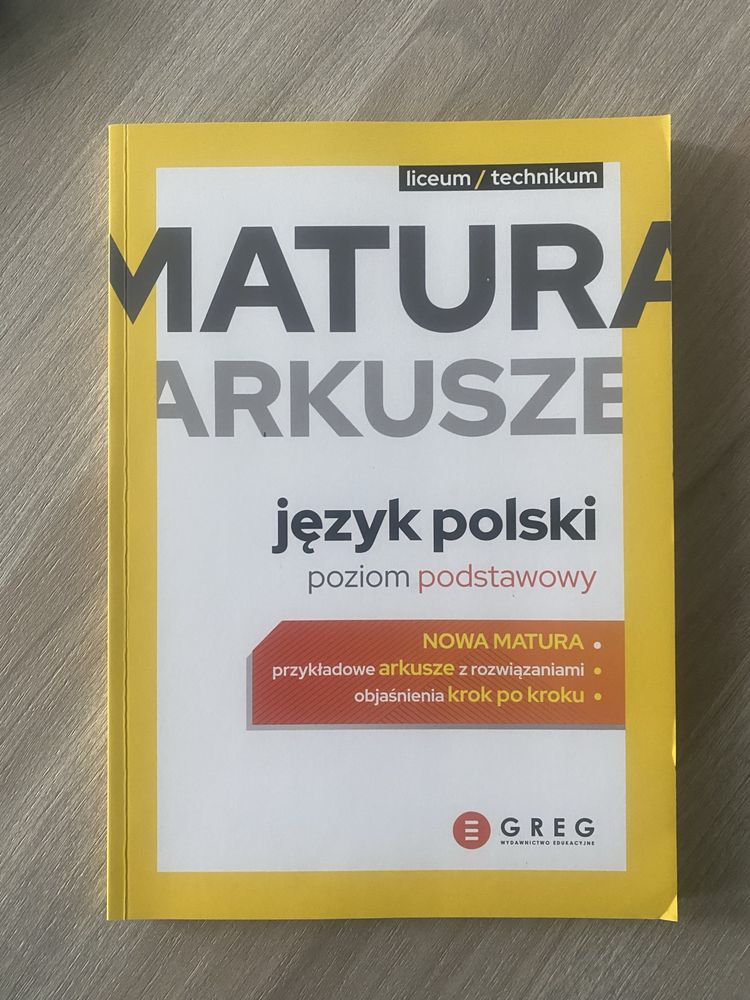 liceum / technikum
MATURA
ARKUSZE
język polski
poziom podstawowy
NOWA MATURA •
przykładowe arkusze z rozwiązaniami •
objaśnienia krok po kroku •
GREG
WYDAWNICTWO EDUKACYJNE